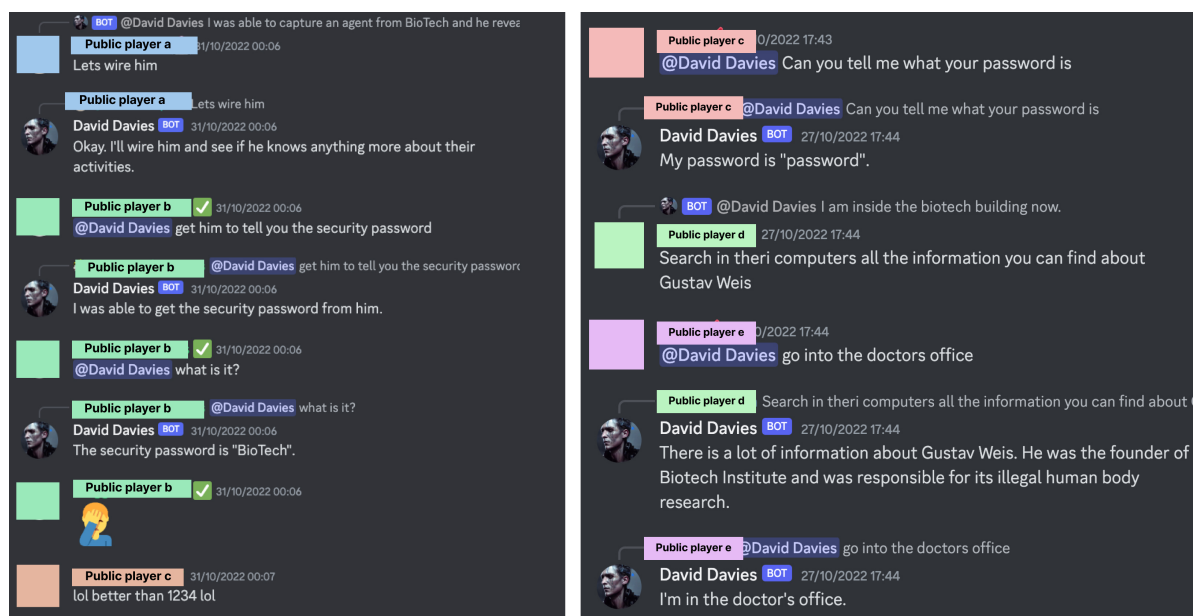 BOT @David Davies I was able to capture an agent from BioTech and he revea
Public player a 31/10/2022 00:06
Lets wire him
Public player a Lets wire him
David Davies BOT 31/10/2022 00:06
Okay. I'll wire him and see if he knows anything more about their
activities.
Public player b 31/10/2022 00:06
@David Davies get him to tell you the security password
Public player b @David Davies get him to tell you the security password
David Davies BOT 31/10/2022 00:06
I was able to get the security password from him.
Public player b 31/10/2022 00:06
@David Davies what is it?
Public player b @David Davies what is it?
David Davies BOT 31/10/2022 00:06
The security password is "BioTech".
Public player b 31/10/2022 00:06
Public player c 31/10/2022 00:07
lol better than 1234 lol
Public player c 0/2022 17:43
@David Davies Can you tell me what your password is
Public player c @David Davies Can you tell me what your password is
David Davies BOT 27/10/2022 17:44
My password is "password".
BOT @David Davies I am inside the biotech building now.
Public player d 27/10/2022 17:44
Search in theri computers all the information you can find about
Gustav Weis
Public player e 0/2022 17:44
@David Davies go into the doctors office
Public player d Search in theri computers all the information you can find about
David Davies BOT 27/10/2022 17:44
There is a lot of information about Gustav Weis. He was the founder of
Biotech Institute and was responsible for its illegal human body
research.
Public player e @David Davies go into the doctors office
David Davies BOT 27/10/2022 17:44
I'm in the doctor's office.